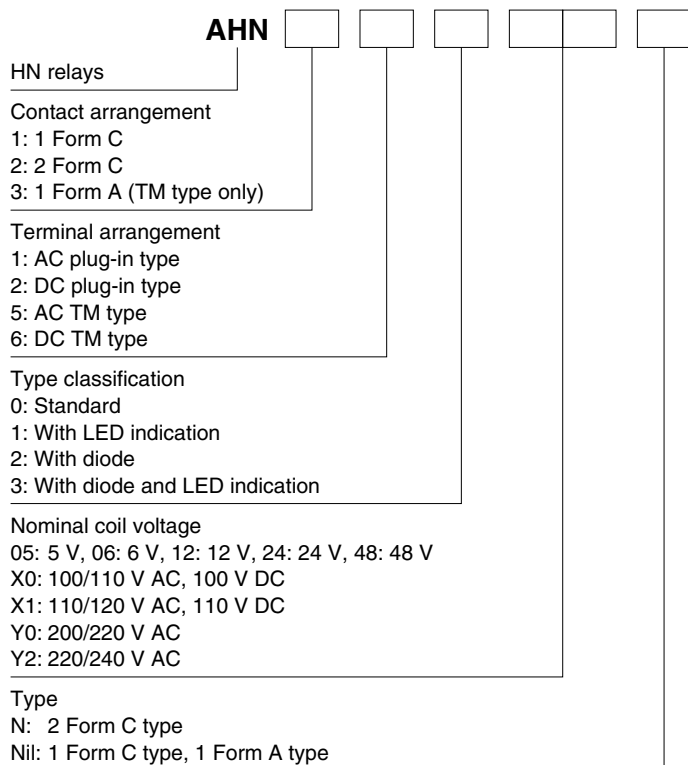 AHN
HN relays
Contact arrangement
1: 1 Form C
2: 2 Form C
3: 1 Form A (TM type only)
Terminal arrangement
1: AC plug-in type
2: DC plug-in type
5: AC TM type
6: DC TM type
Type classification
0: Standard
1: With LED indication
2: With diode
3: With diode and LED indication
Nominal coil voltage
05: 5 V, 06: 6 V, 12: 12 V, 24: 24 V, 48: 48 V
X0: 100/110 V AC, 100 V DC
X1: 110/120 V AC, 110 V DC
Y0: 200/220 V AC
Y2: 220/240 V AC
Type
N: 2 Form C type
Nil: 1 Form C type, 1 Form A type